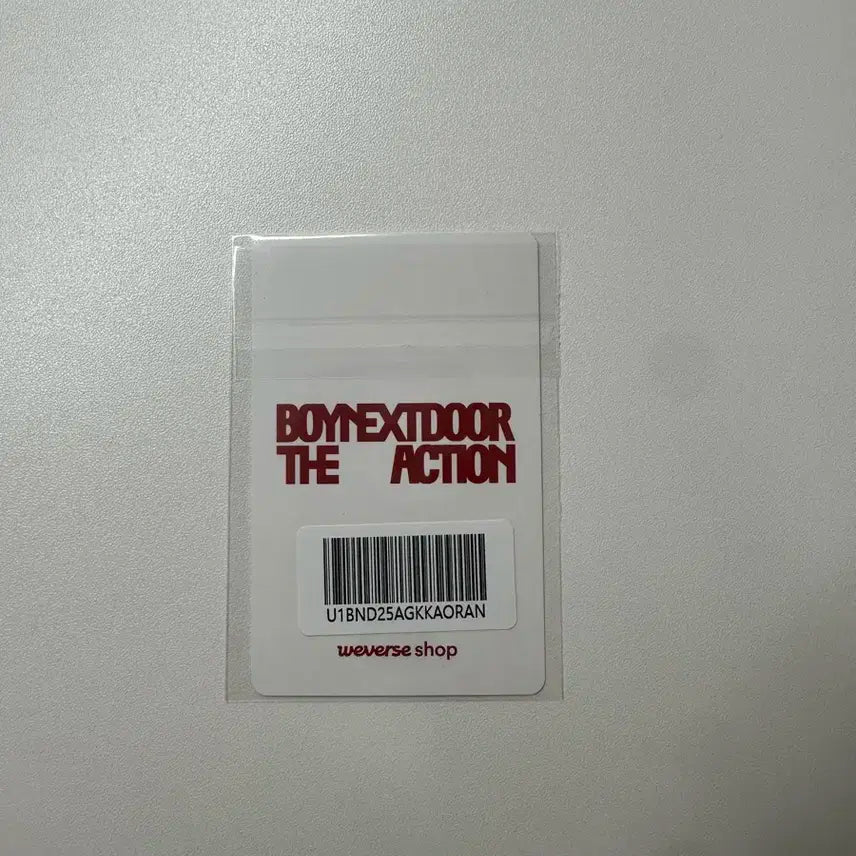 BOYNEXTDOOR
THE ACTION
U1BND25AGKKAORAN
weverse shop